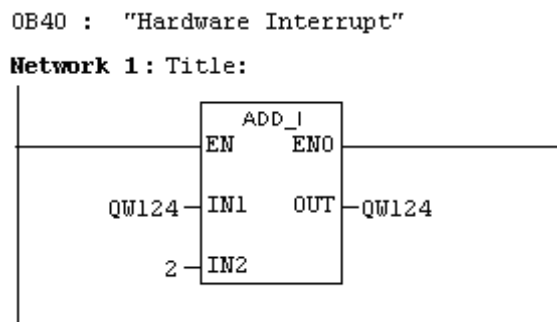 OB40 : "Hardware Interrupt"
Network 1: Title:
ADD_I
EN ENO
QW124 IN1 OUT QW124
2 IN2